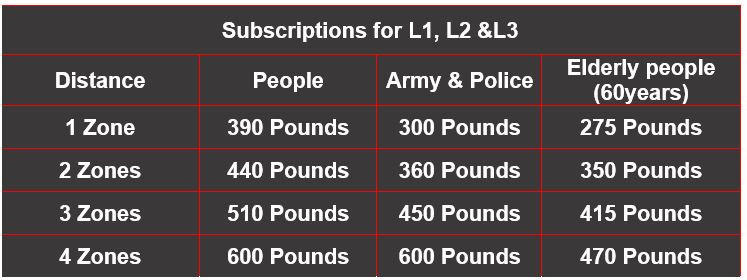 Subscriptions for L1, L2 &L3
Distance People Army & Police Elderly people (60years)
1 Zone 390 Pounds 300 Pounds 275 Pounds
2 Zones 440 Pounds 360 Pounds 350 Pounds
3 Zones 510 Pounds 450 Pounds 415 Pounds
4 Zones 600 Pounds 600 Pounds 470 Pounds